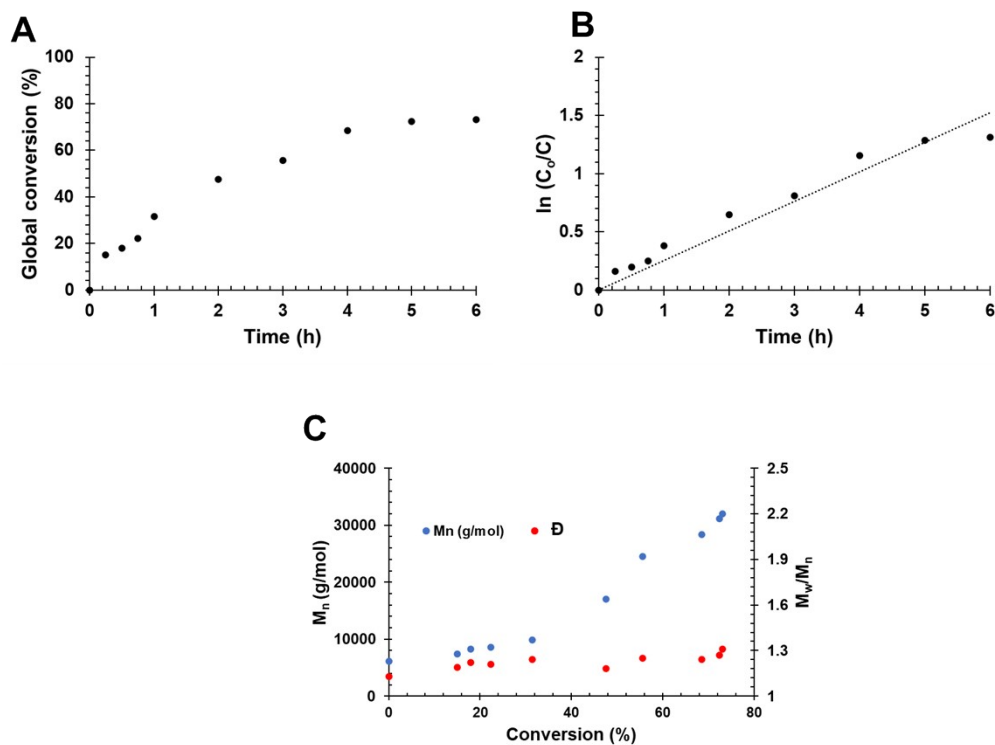 A
Global conversion (%)
100
80
60
40
20
0
0 1 2 3 4 5 6
Time (h)
B
ln (Co/C)
2
1.5
1
0.5
0
0 1 2 3 4 5 6
Time (h)
C
Mn (g/mol)
40000
30000
20000
10000
0
Mn (g/mol) Đ
2.5
2.2
1.9
1.6
1.3
1
Mw/Mn
0 20 40 60 80
Conversion (%)